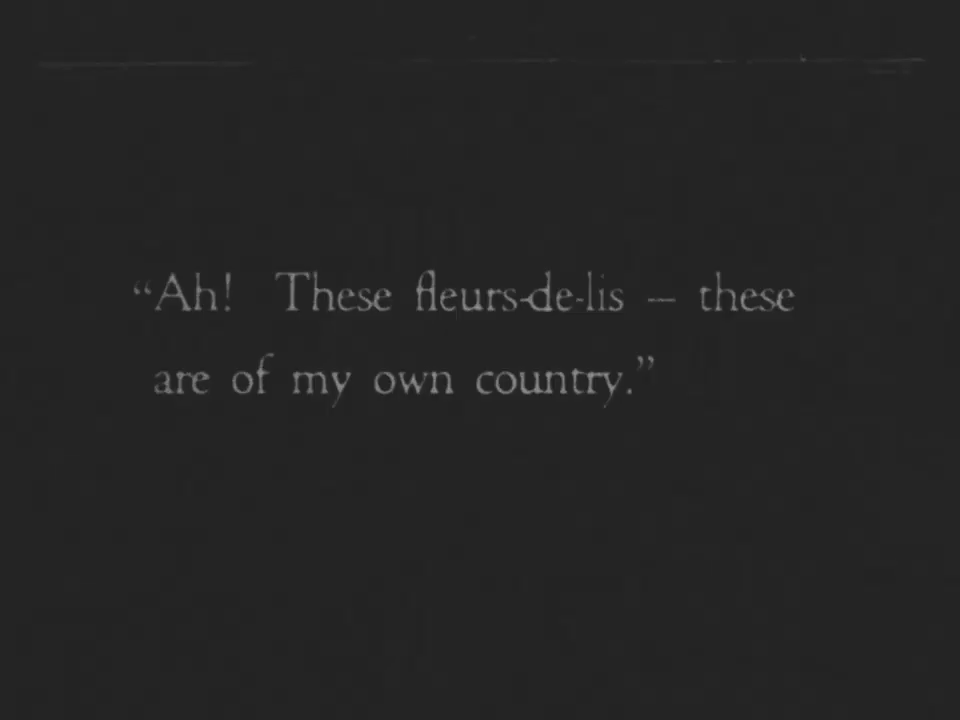 “Ah! These fleurs-de-lis — these
are of my own country.”